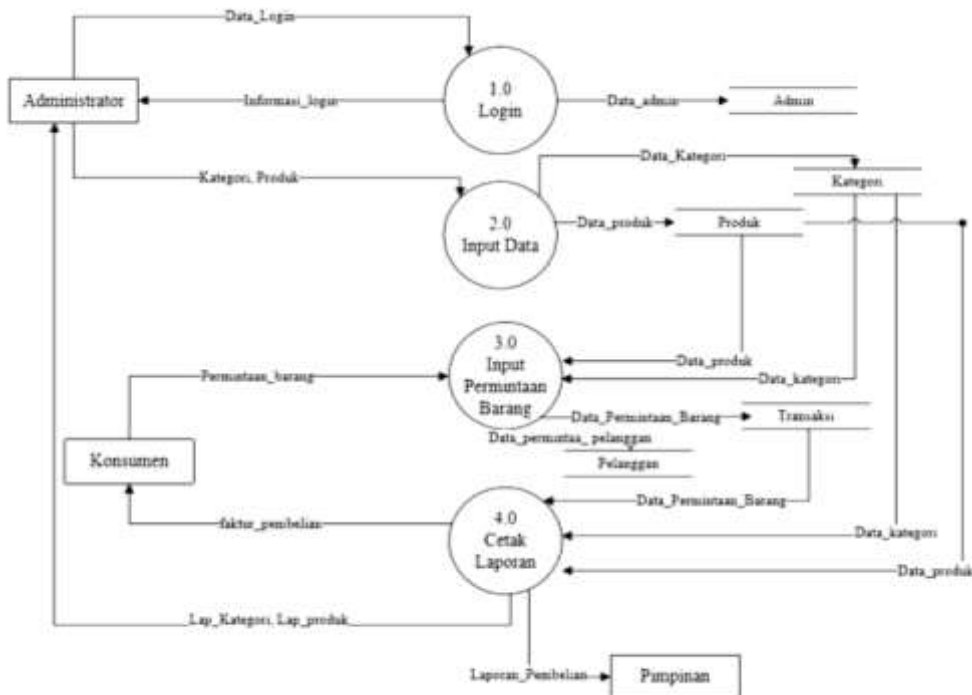 Data_Login
Administrator
Informasi_login
1.0
Login
Data_admin
Admin
Data_Kategori
Kategori, Produk
Kategori
2.0
Input Data
Data_produk
Produk
3.0
Input
Permintaan
Barang
Data_produk
Permintaan_barang
Data_kategori
Data_Permintaan_Barang
Transaksi
Data_permintaa_ pelanggan
Konsumen
Pelanggan
Data_Permintaan_Barang
4.0
Cetak
Laporan
faktur_pembelian
Data_kategori
Data_produk
Lap_Kategori, Lap_produk
Laporan_Pembelian
Pimpinan